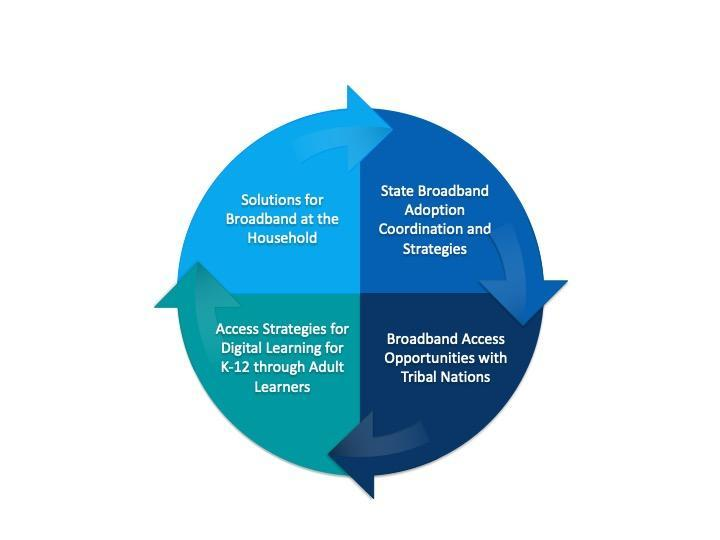 Solutions for
Broadband at the
Household
State Broadband
Adoption
Coordination and
Strategies
Access Strategies for
Digital Learning for
K-12 through Adult
Learners
Broadband Access
Opportunities with
Tribal Nations